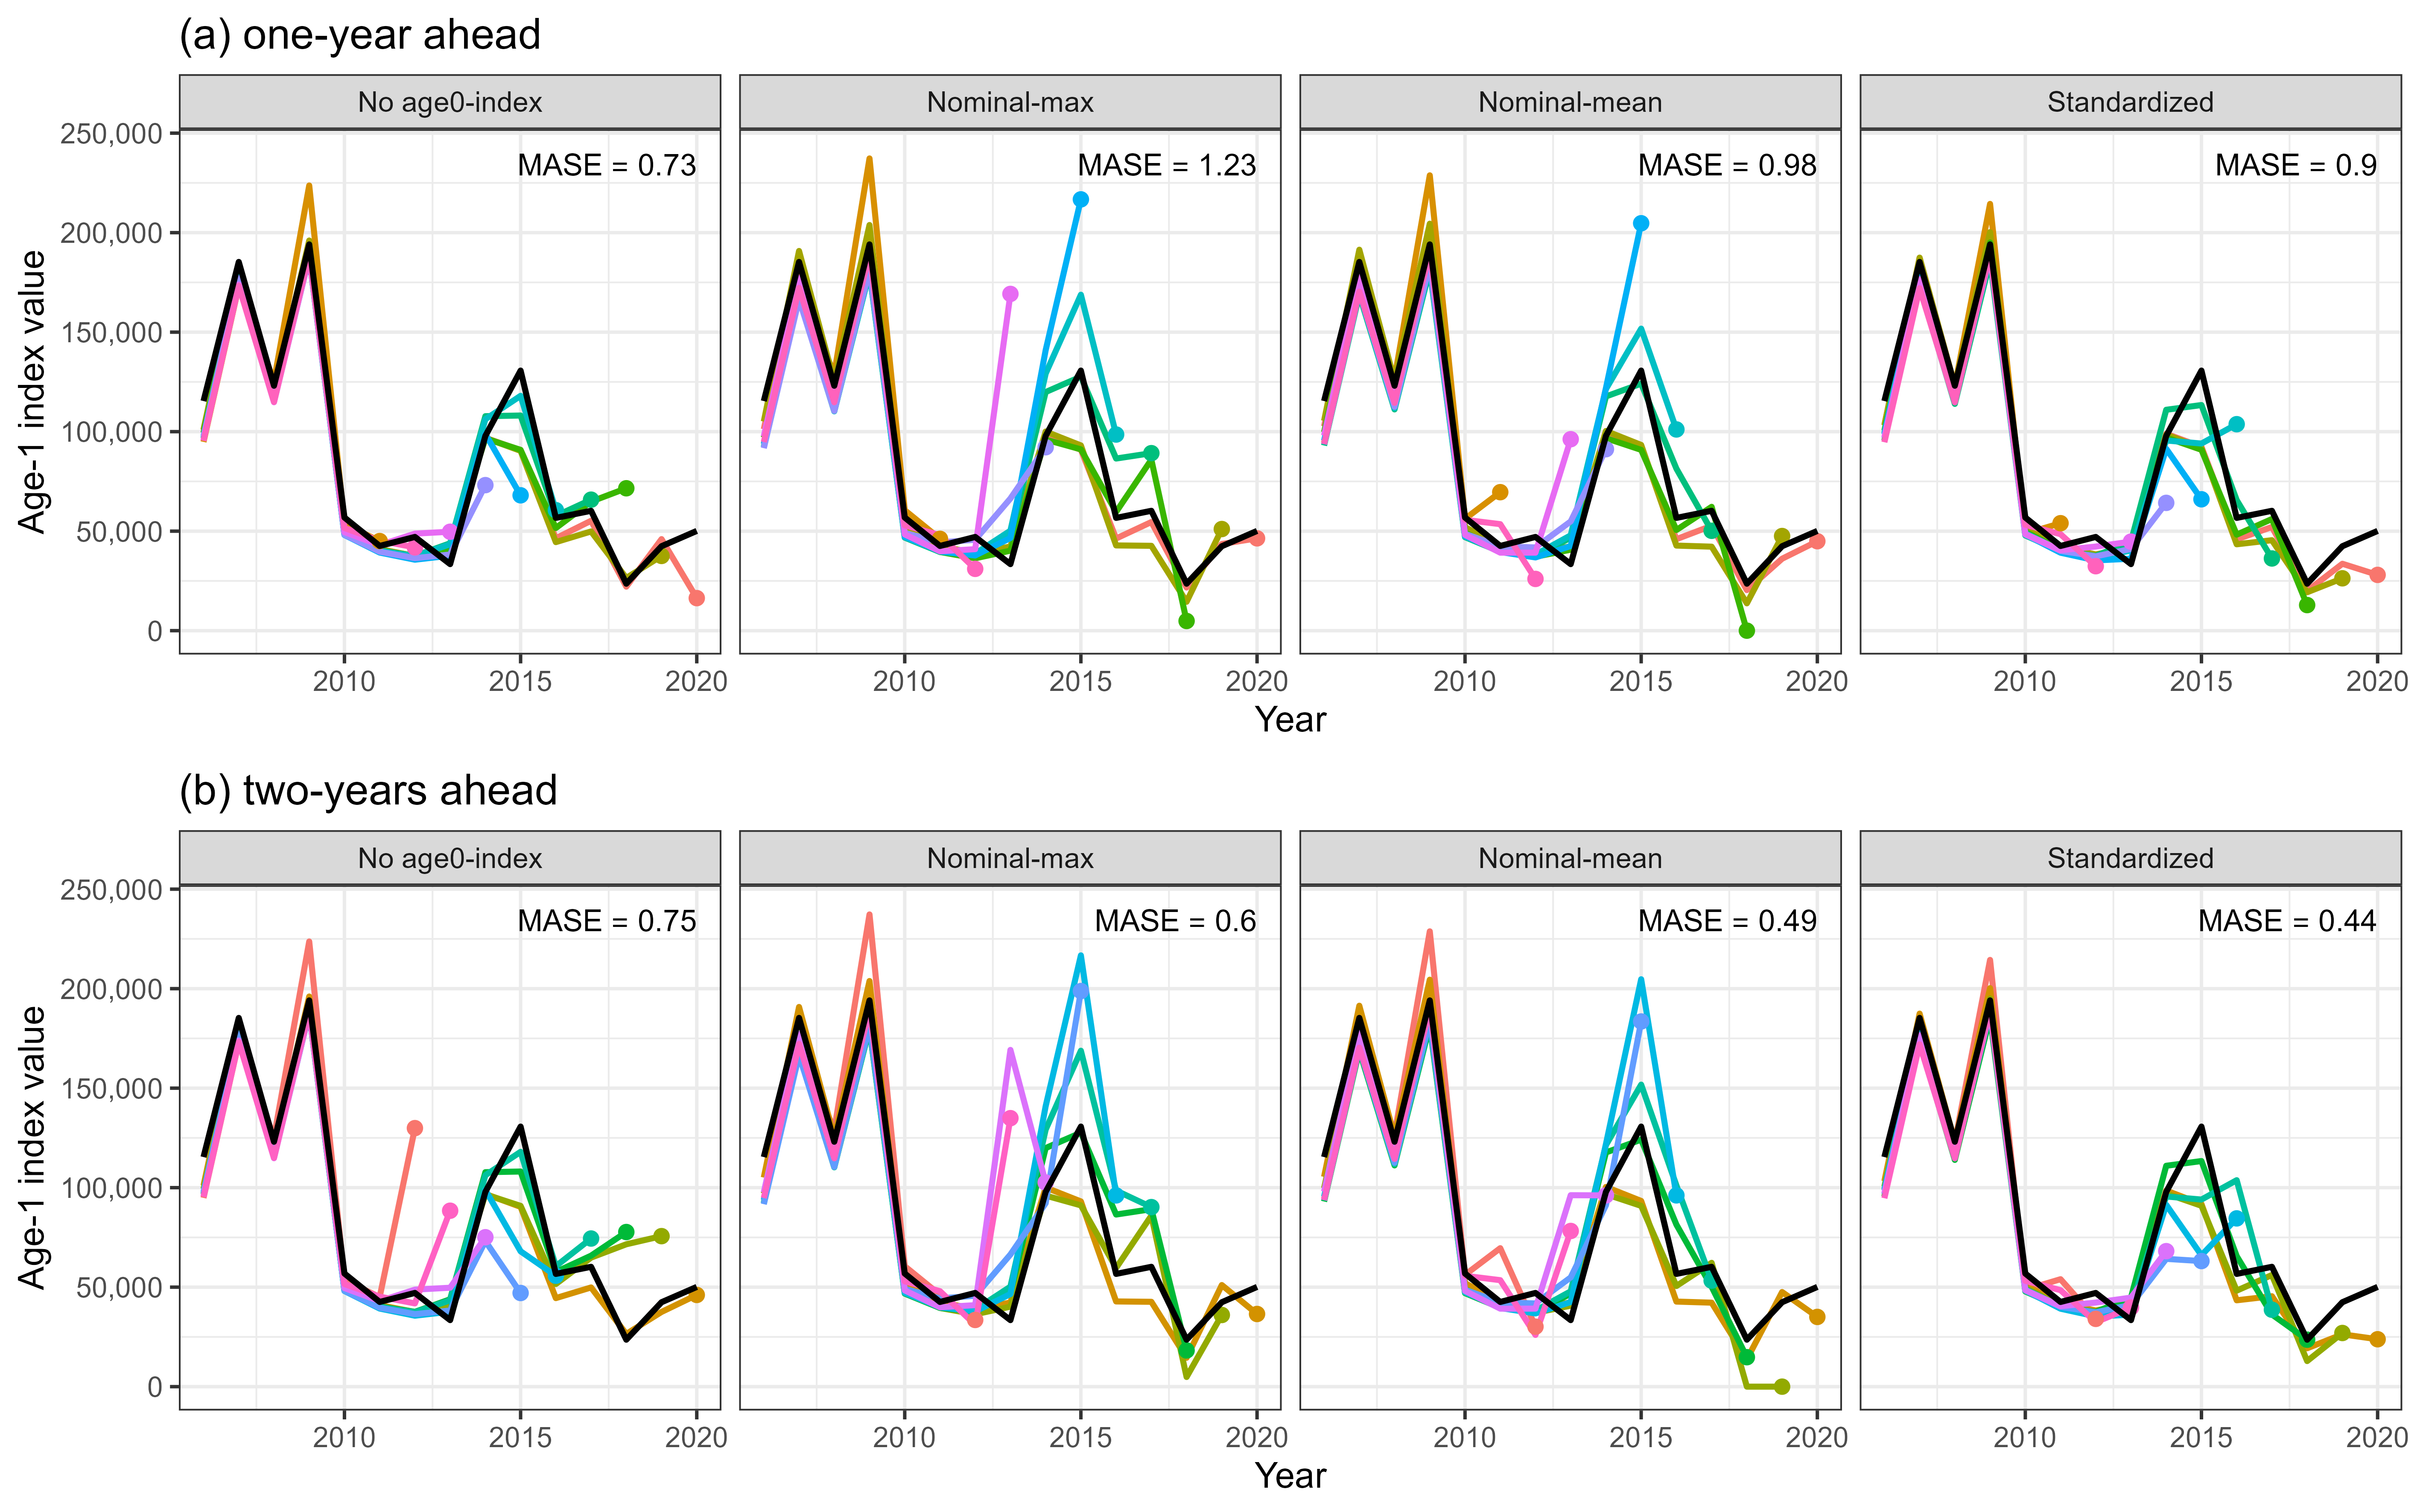 (a) one-year ahead
No age0-index Nominal-max Nominal-mean Standardized
MASE = 0.73 MASE = 1.23 MASE = 0.98 MASE = 0.9
Age-1 index value
250,000
200,000
150,000
100,000
50,000
0
2010 2015 2020 2010 2015 2020 2010 2015 2020 2010 2015 2020
Year
(b) two-years ahead
No age0-index Nominal-max Nominal-mean Standardized
MASE = 0.75 MASE = 0.6 MASE = 0.49 MASE = 0.44
Age-1 index value
250,000
200,000
150,000
100,000
50,000
0
2010 2015 2020 2010 2015 2020 2010 2015 2020 2010 2015 2020
Year